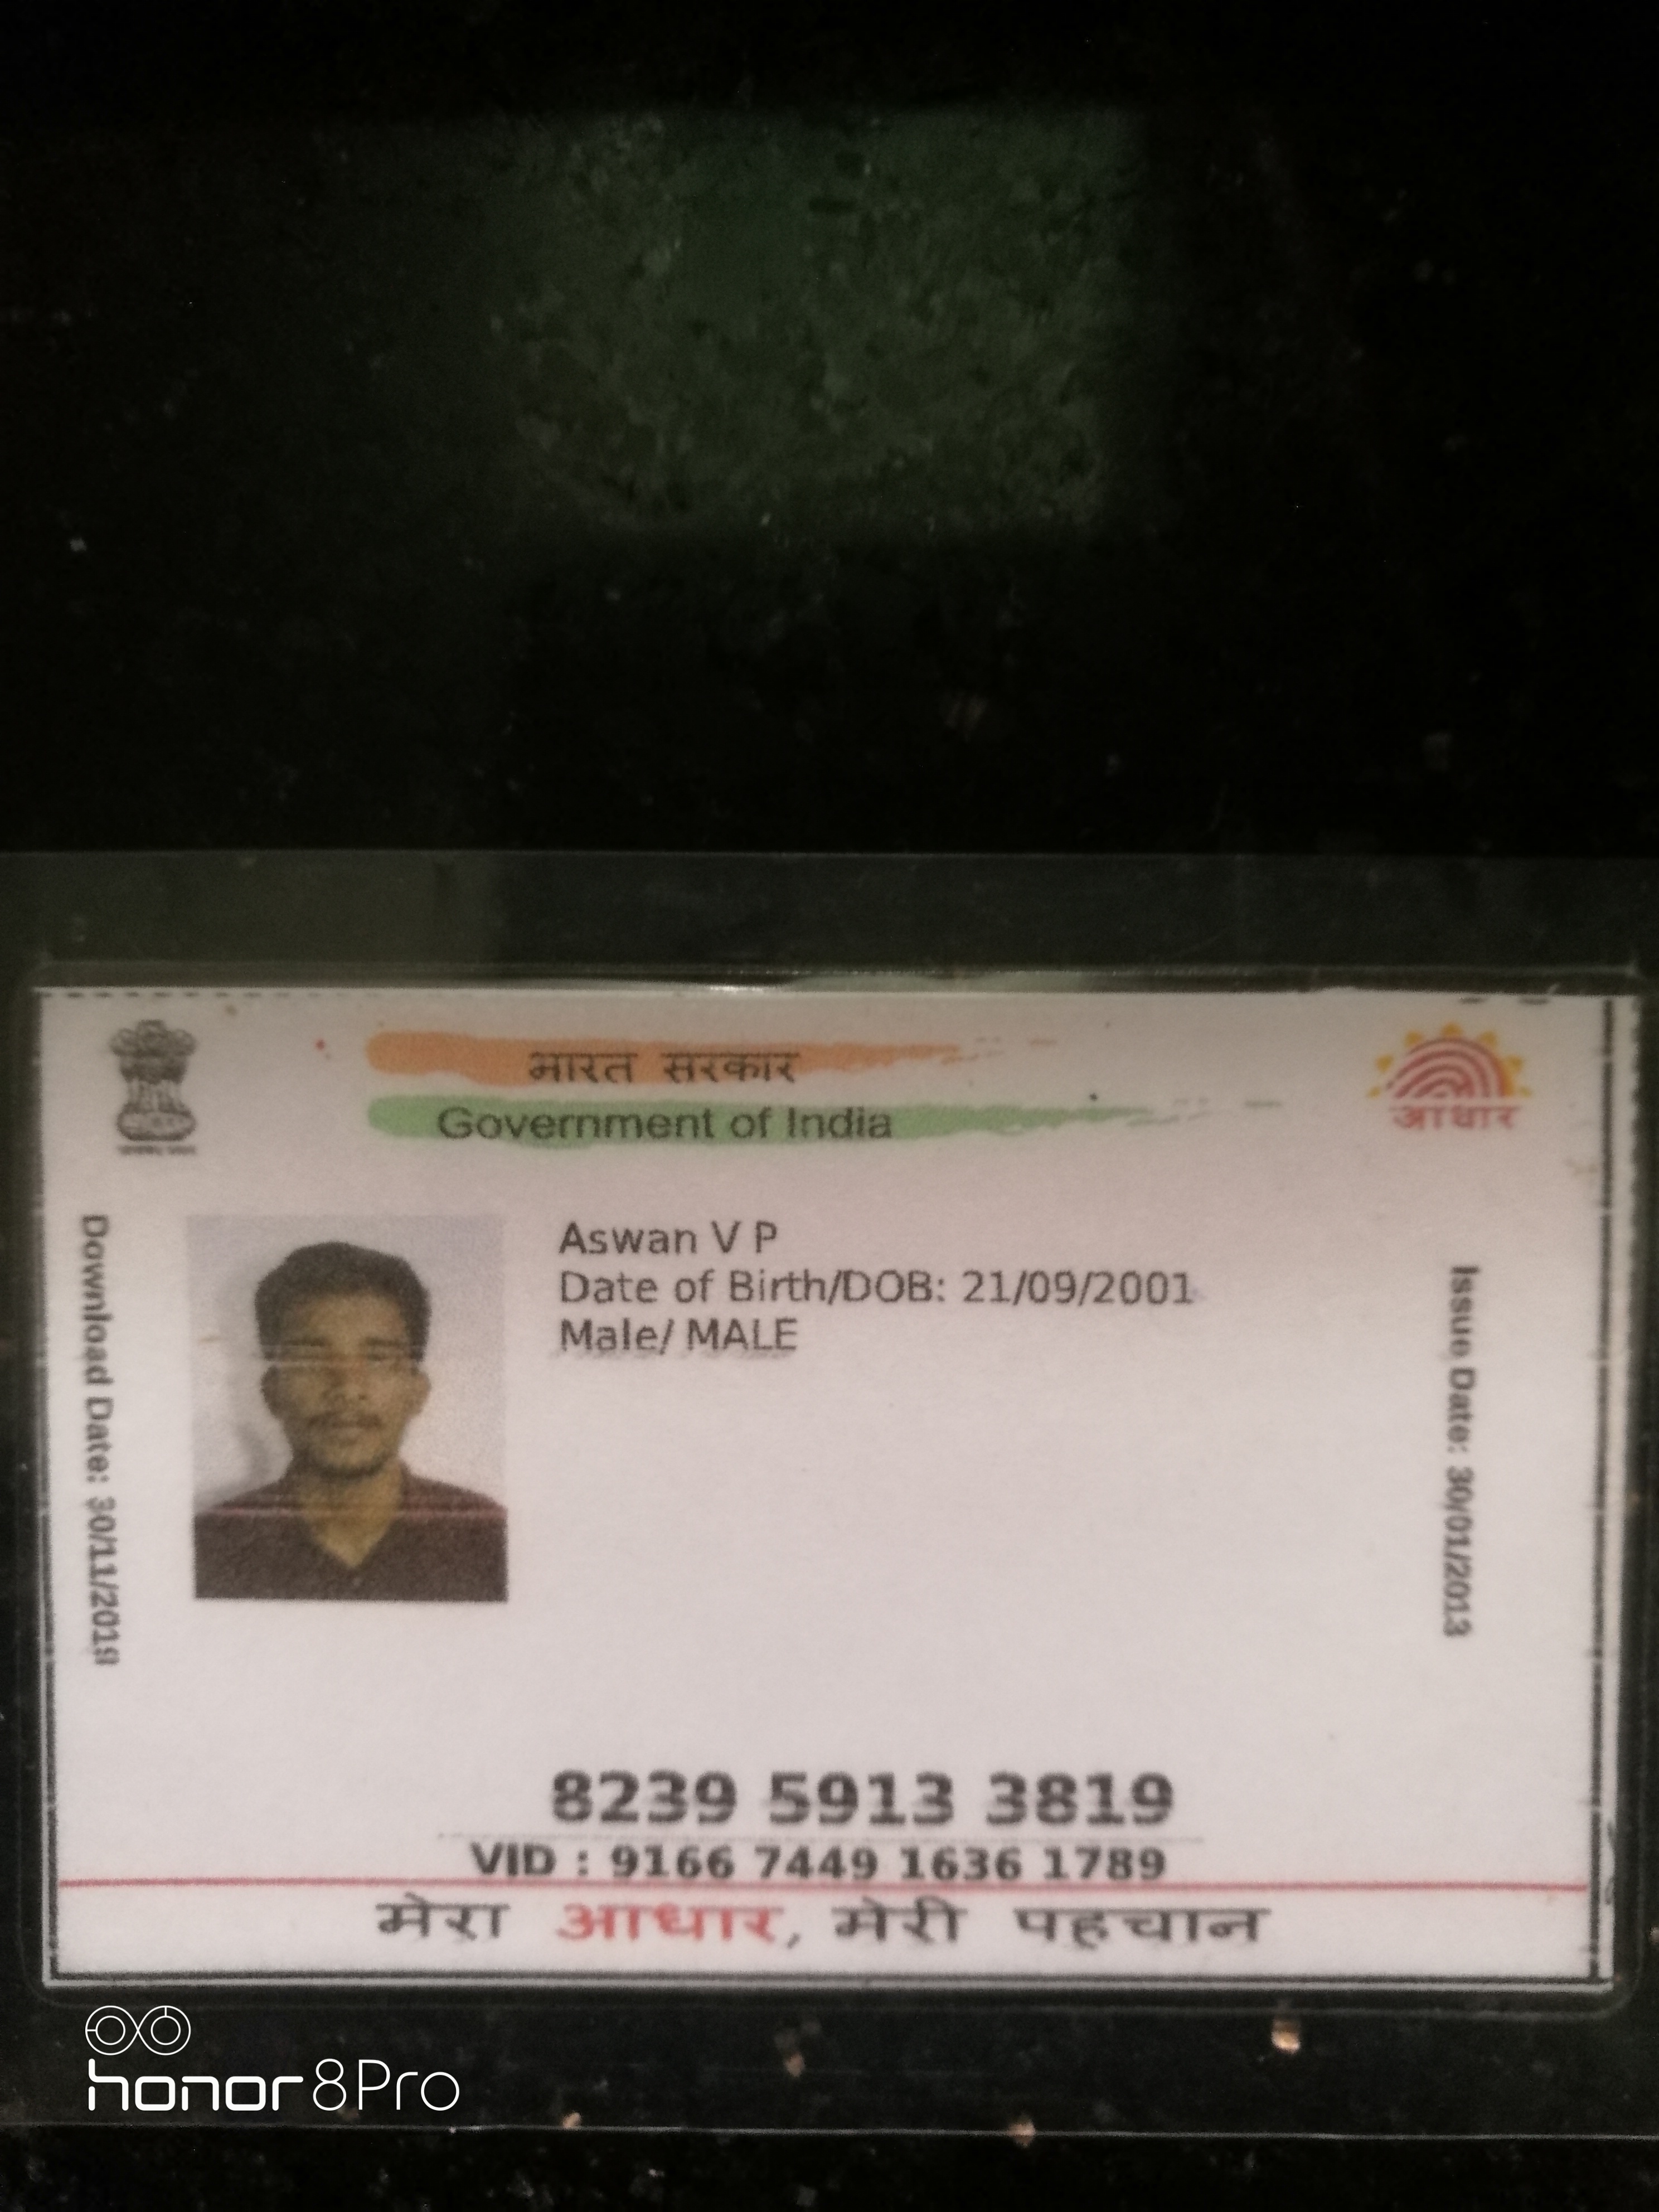 भारत सरकार
Government of India
आधार
Download Date: 30/11/2019
Aswan V P
Date of Birth/DOB: 21/09/2001
Male/ MALE
Issue Date: 30/01/2013
8239 5913 3819
VID : 9166 7449 1636 1789
मेरा आधार, मेरी पहचान
honor 8Pro